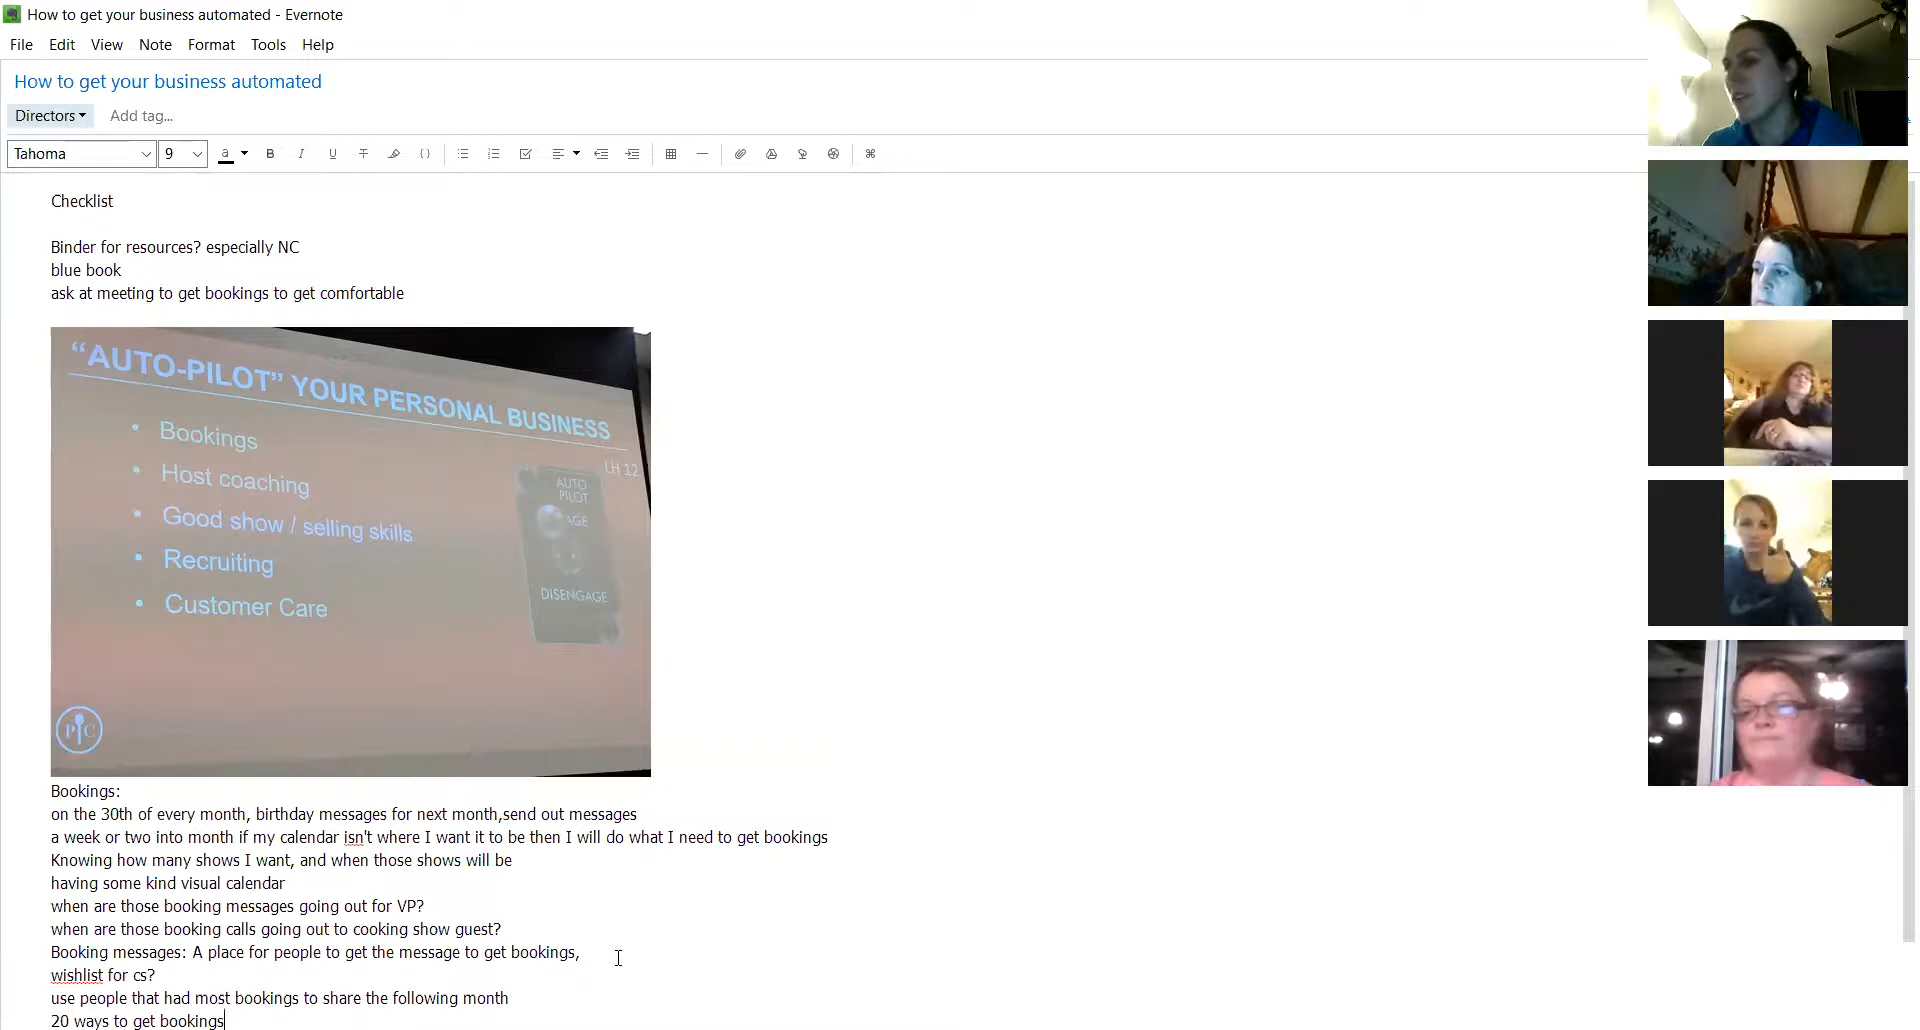 How to get your business automated - Evernote
File Edit View Note Format Tools Help
How to get your business automated
Directors Add tag...
Tahoma 9 a B I U T
Checklist
Binder for resources? especially NC
blue book
ask at meeting to get bookings to get comfortable
“AUTO-PILOT” YOUR PERSONAL BUSINESS
LH 12
• Bookings
• Host coaching
• Good show / selling skills
• Recruiting
• Customer Care
AUTO
PILOT
DISENGAGE
P C
Bookings:
on the 30th of every month, birthday messages for next month,send out messages
a week or two into month if my calendar isn't where I want it to be then I will do what I need to get bookings
Knowing how many shows I want, and when those shows will be
having some kind visual calendar
when are those booking messages going out for VP?
when are those booking calls going out to cooking show guest?
Booking messages: A place for people to get the message to get bookings,
wishlist for cs?
use people that had most bookings to share the following month
20 ways to get bookings